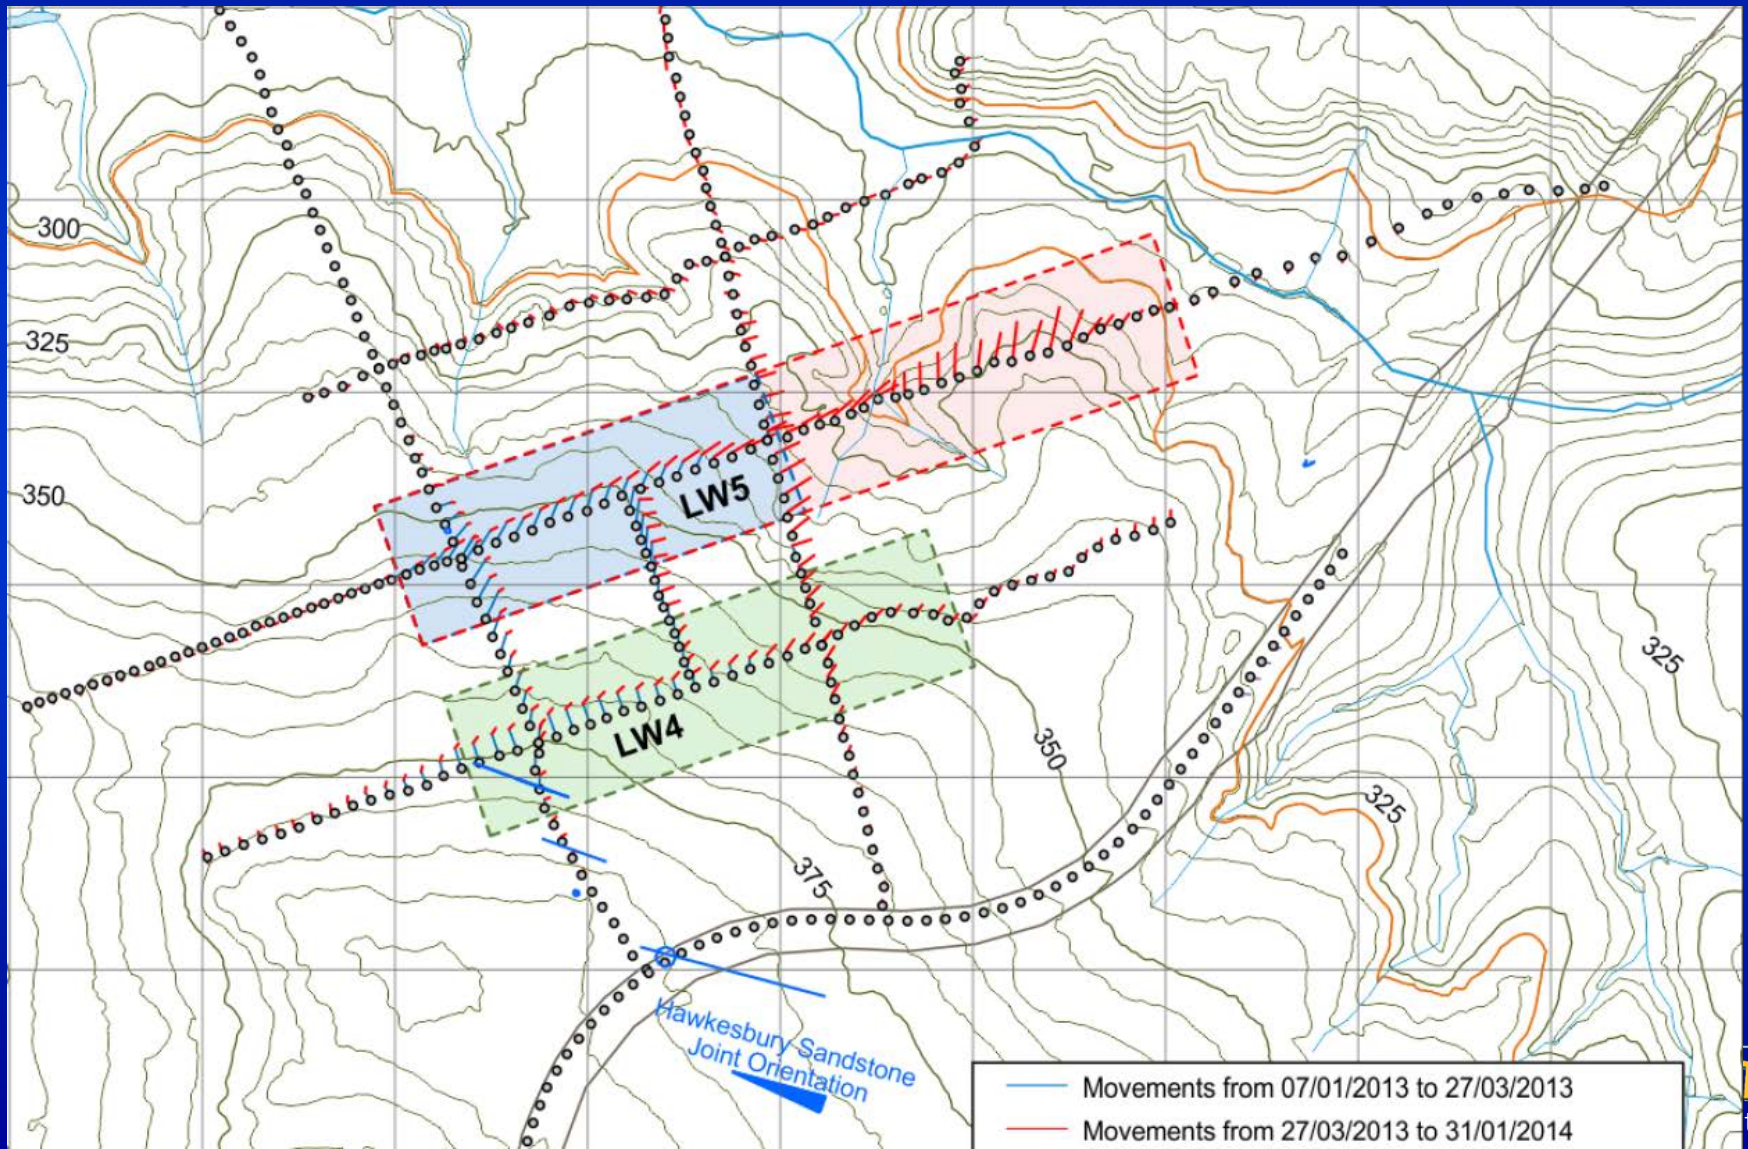 300
325
350
LW5
LW4
350
325
325
375
Hawkesbury Sandstone
Joint Orientation
Movements from 07/01/2013 to 27/03/2013
Movements from 27/03/2013 to 31/01/2014